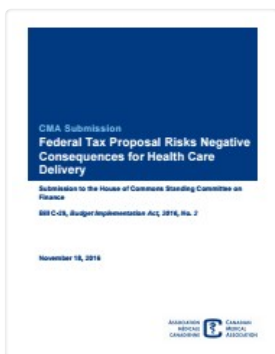 CMA Submission
Federal Tax Proposal Risks Negative
Consequences for Health Care
Delivery
Submission to the House of Commons Standing Committee on
Finance
Bill C-29, Budget Implementation Act, 2016, No. 2
November 18, 2016
ASSOCIATION
MÉDICALE
CANADIENNE
CANADIAN
MEDICAL
ASSOCIATION